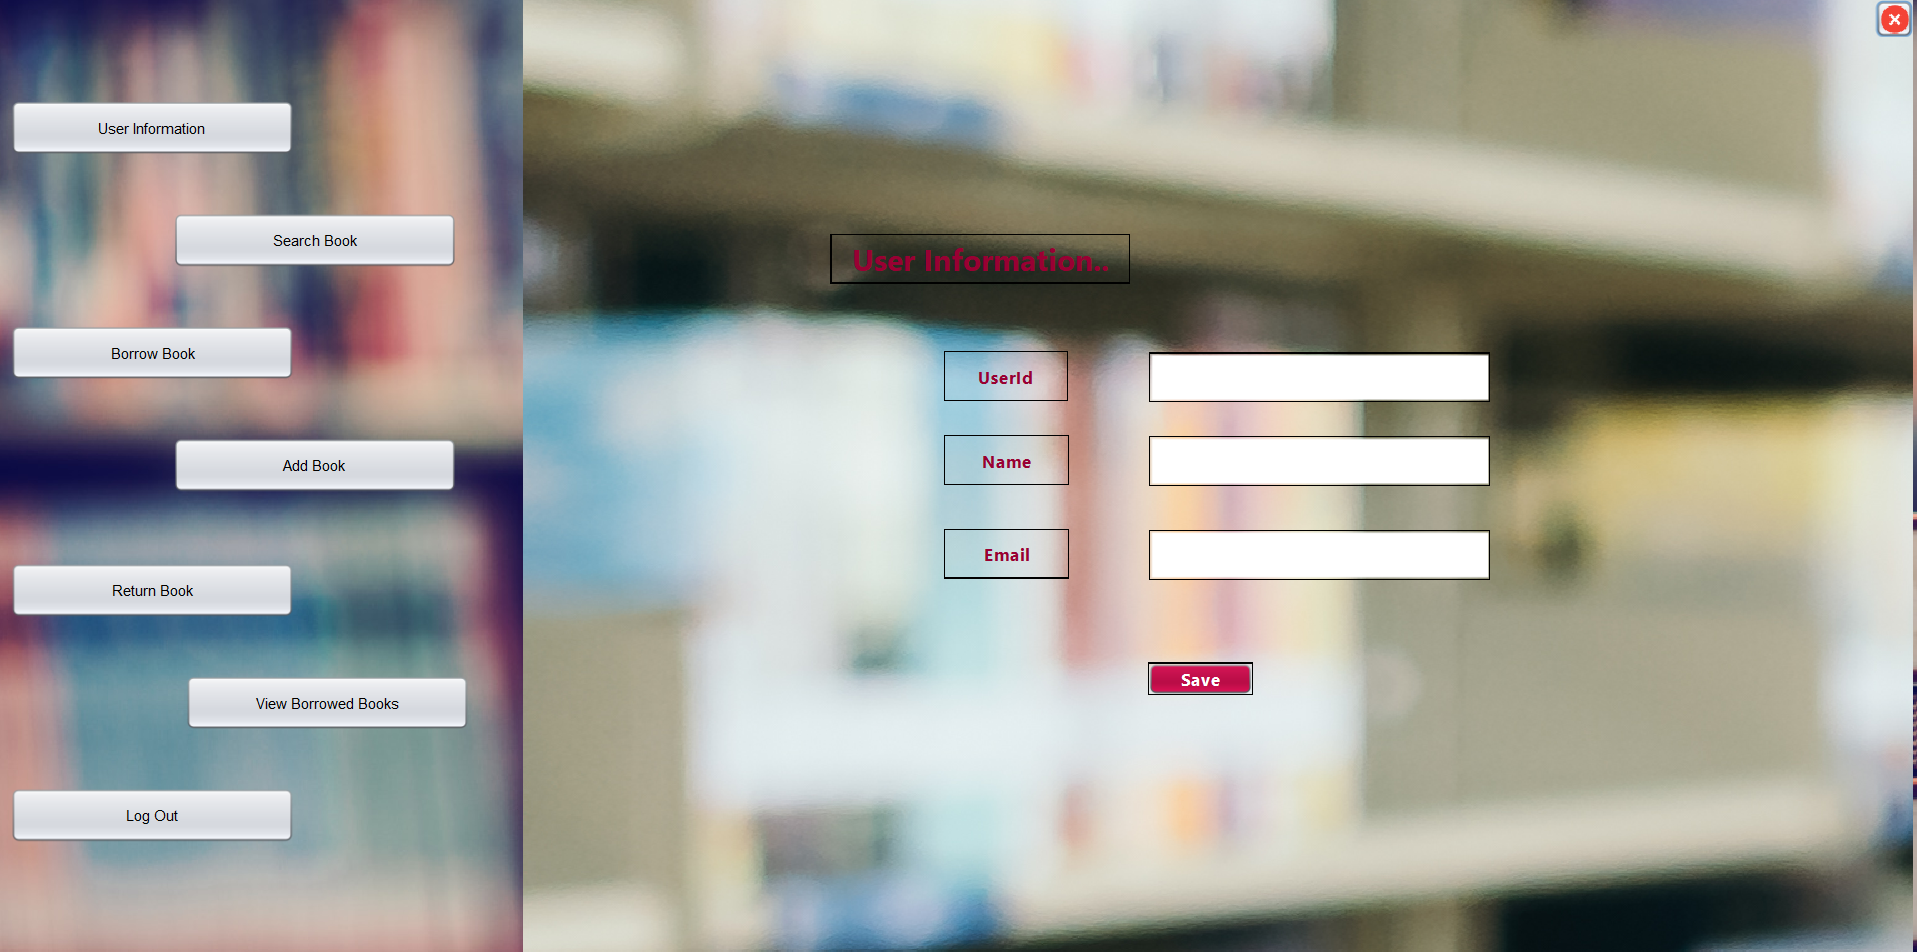 User Information
Search Book
Borrow Book
Add Book
Return Book
View Borrowed Books
Log Out
User Information..
UserId
Name
Email
Save